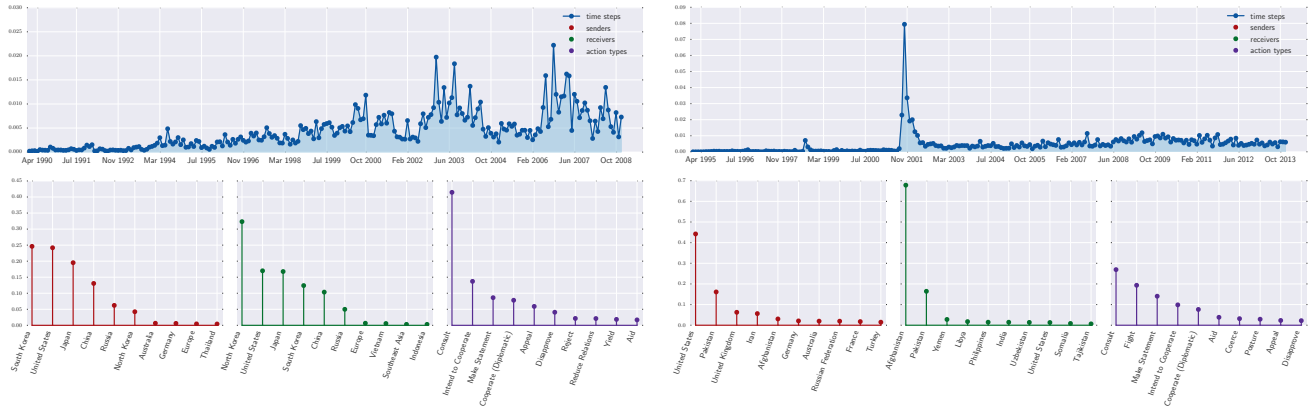 0.030
0.025
0.020
0.015
0.010
0.005
0.000
time steps
senders
receivers
action types
Apr 1990 Jul 1991 Nov 1992 Mar 1994 Jul 1995 Nov 1996 Mar 1998 Jul 1999 Oct 2000 Feb 2002 Jun 2003 Oct 2004 Feb 2006 Jun 2007 Oct 2008
0.45
0.40
0.35
0.30
0.25
0.20
0.15
0.10
0.05
0.00
South Korea
United States
Japan
China
Russia
North Korea
Australia
Germany
Europe
Thailand
North Korea
United States
Japan
South Korea
China
Russia
Europe
Vietnam
Southeast Asia
Indonesia
Consult
Intend to Cooperate
Make Statement
Cooperate (Diplomatic)
Appeal
Disapprove
Reject
Reduce Relations
Yield
Aid
0.09
0.08
0.07
0.06
0.05
0.04
0.03
0.02
0.01
0.00
time steps
senders
receivers
action types
Apr 1995 Jul 1996 Nov 1997 Mar 1999 Jul 2000 Nov 2001 Mar 2003 Jul 2004 Oct 2005 Feb 2007 Jun 2008 Oct 2009 Feb 2011 Jun 2012 Oct 2013
0.7
0.6
0.5
0.4
0.3
0.2
0.1
0.0
United States
Pakistan
United Kingdom
Iran
Afghanistan
Germany
Australia
Russian Federation
France
Turkey
Afghanistan
Pakistan
Yemen
Libya
Philippines
India
Uzbekistan
United States
Somalia
Tajikistan
Consult
Fight
Make Statement
Intend to Cooperate
Cooperate (Diplomatic)
Aid
Coerce
Posture
Appeal
Disapprove